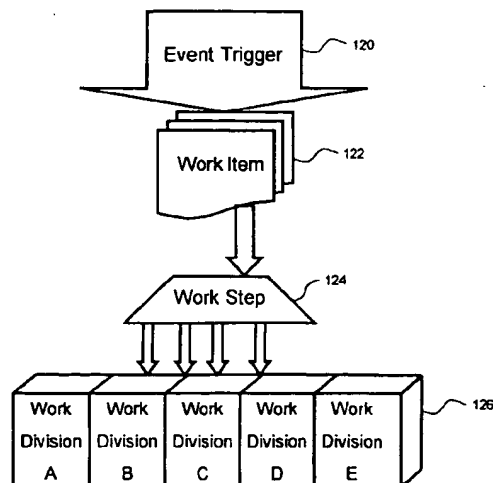 Event Trigger
120
Work Item
122
Work Step
124
Work Division A
Work Division B
Work Division C
Work Division D
Work Division E
126